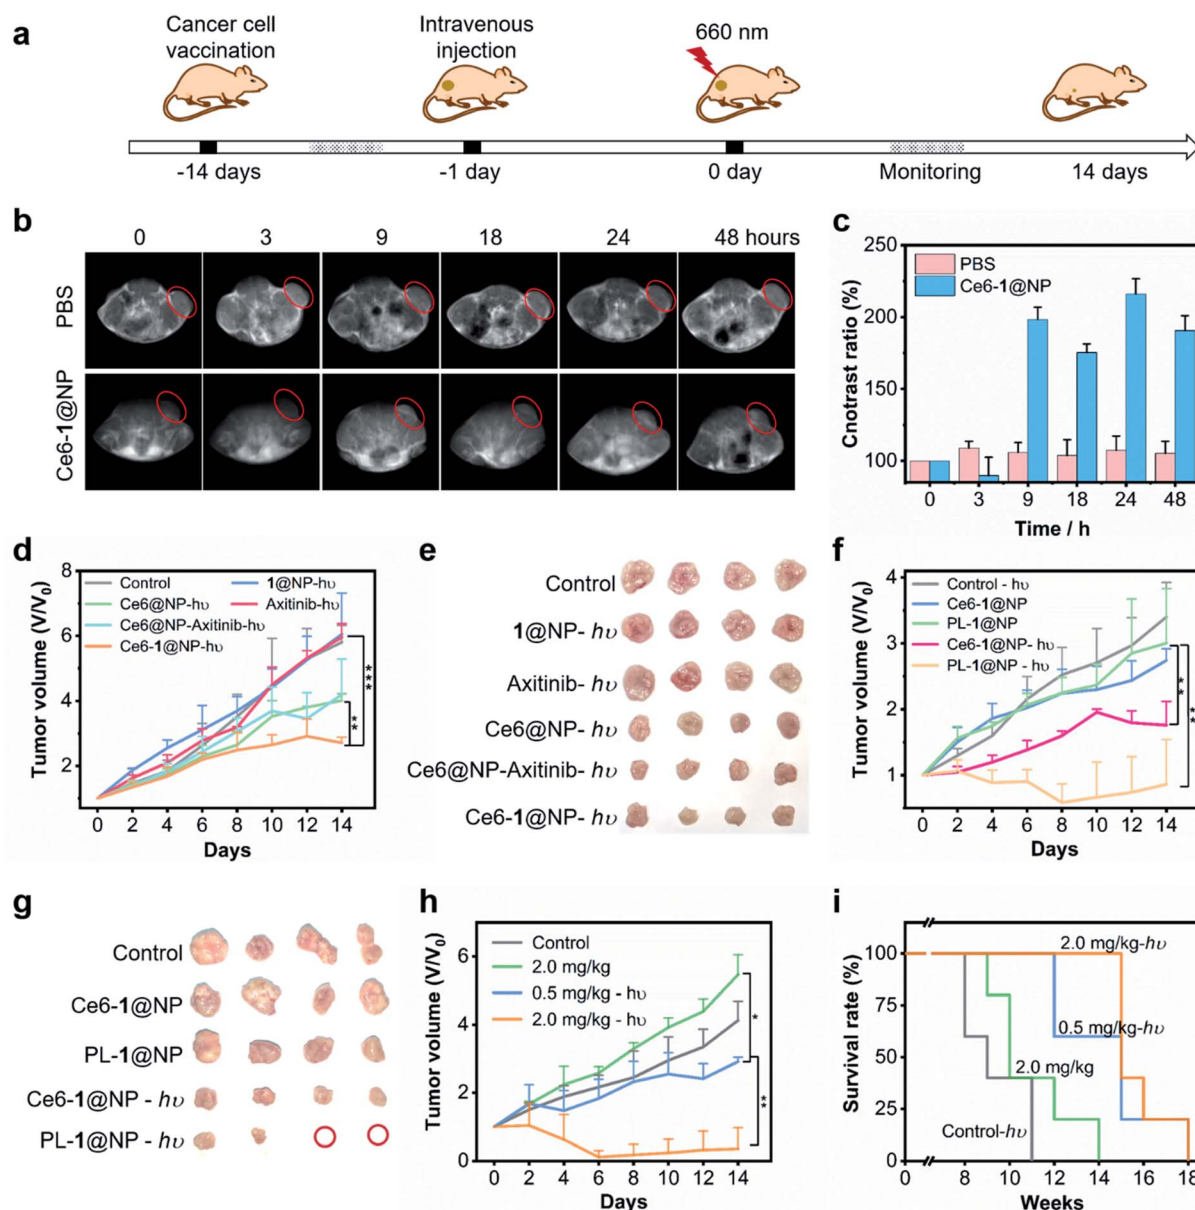 a
Cancer cell
vaccination
Intravenous
injection
660 nm
-14 days
-1 day
0 day
Monitoring
14 days
b
0 3 9 18 24 48 hours
PBS
Ce6-1@NP
c
250
200
150
100
Cnotrast ratio (%)
PBS
Ce6-1@NP
0 3 9 18 24 48
Time / h
d
8
6
4
2
Tumor volume (V/V0)
Control
1@NP-hυ
Ce6@NP-hυ
Axitinib-hυ
Ce6@NP-Axitinib-hυ
Ce6-1@NP-hυ
***
**
0 2 4 6 8 10 12 14
Days
e
Control
1@NP- hυ
Axitinib- hυ
Ce6@NP- hυ
Ce6@NP-Axitinib- hυ
Ce6-1@NP- hυ
f
4
3
2
1
Tumor volume (V/V0)
Control - hυ
Ce6-1@NP
PL-1@NP
Ce6-1@NP- hυ
PL-1@NP - hυ
**
**
0 2 4 6 8 10 12 14
Days
g
Control
Ce6-1@NP
PL-1@NP
Ce6-1@NP - hυ
PL-1@NP - hυ
h
6
4
2
0
Tumor volume (V/V0)
Control
2.0 mg/kg
0.5 mg/kg - hυ
2.0 mg/kg - hυ
*
**
0 2 4 6 8 10 12 14
Days
i
100
75
50
25
0
Survival rate (%)
2.0 mg/kg-hυ
0.5 mg/kg-hυ
2.0 mg/kg
Control-hυ
0 8 10 12 14 16 18
Weeks